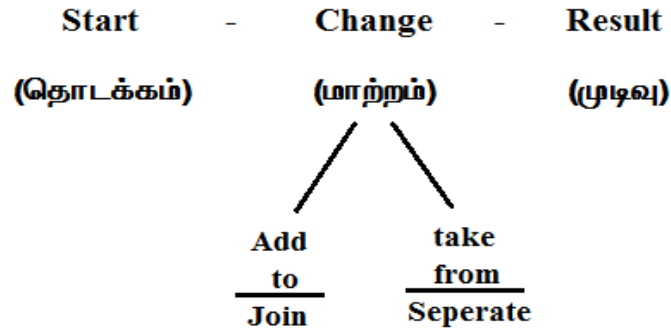 Start - Change - Result
(தொடக்கம்) (மாற்றம்) (முடிவு)
Add
to
Join
take
from
Seperate